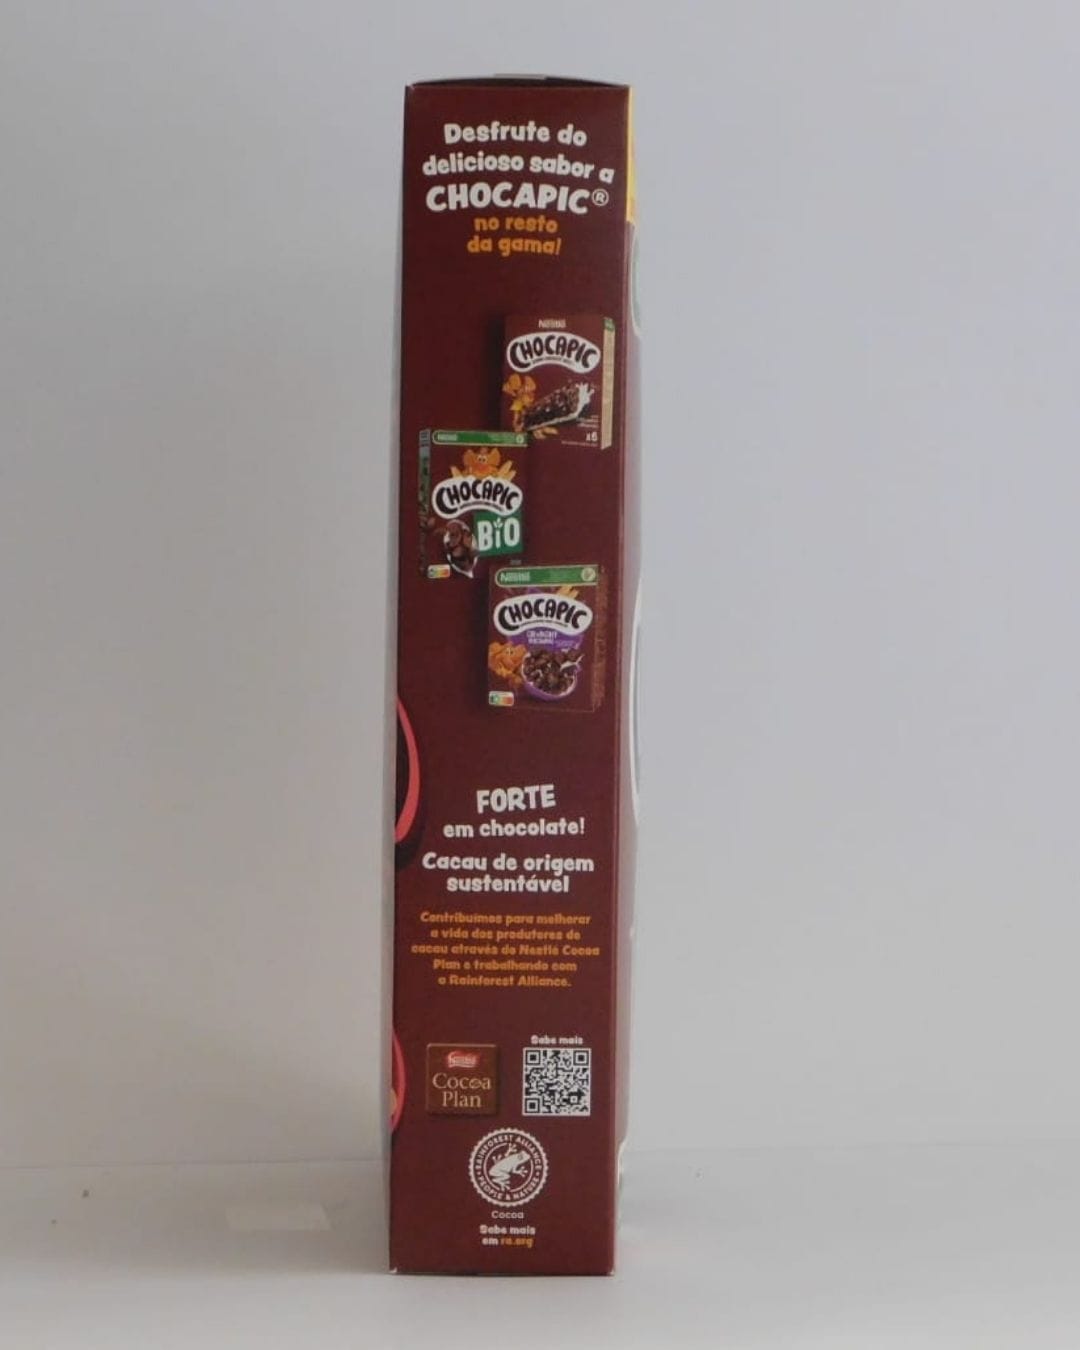 Desfrute do
delicioso sabor a
CHOCAPIC®
no resto
da gama!
Nestlé
CHOCAPIC
x6
Nestlé
CHOCAPIC
BIO
Nestlé
CHOCAPIC
FORTE
em chocolate!
Cacau de origem
sustentável
Contribuímos para melhorar
a vida dos produtores de
cacau através do Nestlé Cocoa
Plan e trabalhando com
a Rainforest Alliance.
Sabe mais
Nestlé
Cocoa
Plan
RAINFOREST ALLIANCE
PEOPLE & NATURE
Cocoa
Sabe mais
em ra.org